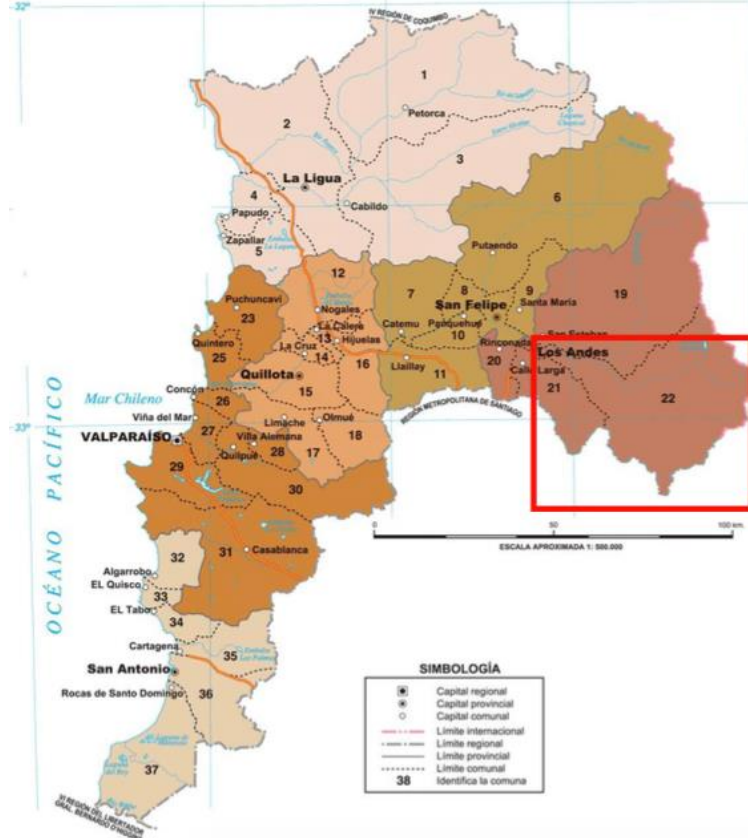 32°
IV REGIÓN DE COQUIMBO
32°
1
Petorca
2
3
La Ligua
Cabildo
4
Papudo
Zapallar
5
6
Putaendo
12
Puchuncaví
23
Nogales
7
8
9
San Felipe
Santa María
19
Quintero
25
La Calera
13
Hijuelas
La Cruz
14
Catemu
Panquehue
10
Rinconada
San Esteban
Los Andes
20
Calle Larga
Quillota
16
Llaillay
11
21
22
15
Concón
26
Mar Chileno
Viña del Mar
REGIÓN METROPOLITANA DE SANTIAGO
33°
27
Limache
Olmué
VALPARAÍSO
Villa Alemana
18
Quilpué
28
17
29
30
OCÉANO PACÍFICO
0
50
100 km.
ESCALA APROXIMADA 1: 500.000
31
Casablanca
32
Algarrobo
EL Quisco
33
EL Tabo
34
Cartagena
35
San Antonio
Rocas de Santo Domingo
36
37
VI REGIÓN DEL LIBERTADOR
GRAL. BERNARDO O'HIGGINS
SIMBOLOGÍA
Capital regional
Capital provincial
Capital comunal
Límite internacional
Límite regional
Límite provincial
Límite comunal
38 Identifica la comuna